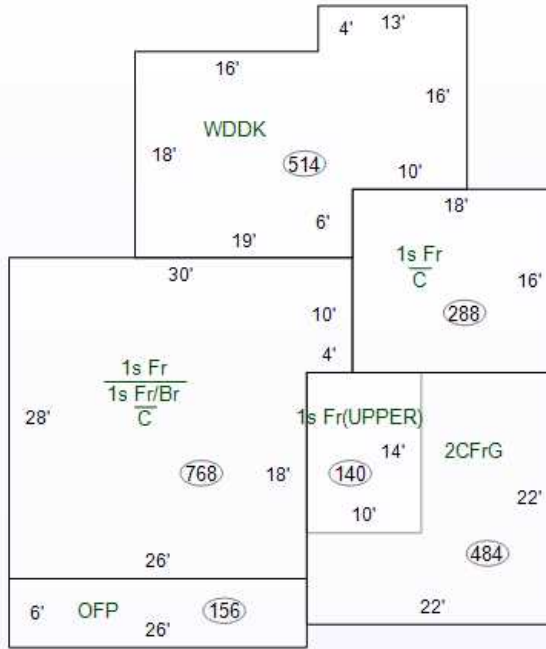 4' 13'
16'
16'
WDDK
18'
514
10'
6'
19'
18'
1s Fr
C
16'
288
30'
10'
4'
1s Fr
1s Fr/Br
C
28'
768
18'
26'
1s Fr(UPPER)
14'
140
10'
2CFrG
22'
484
22'
6' OFP 156
26'